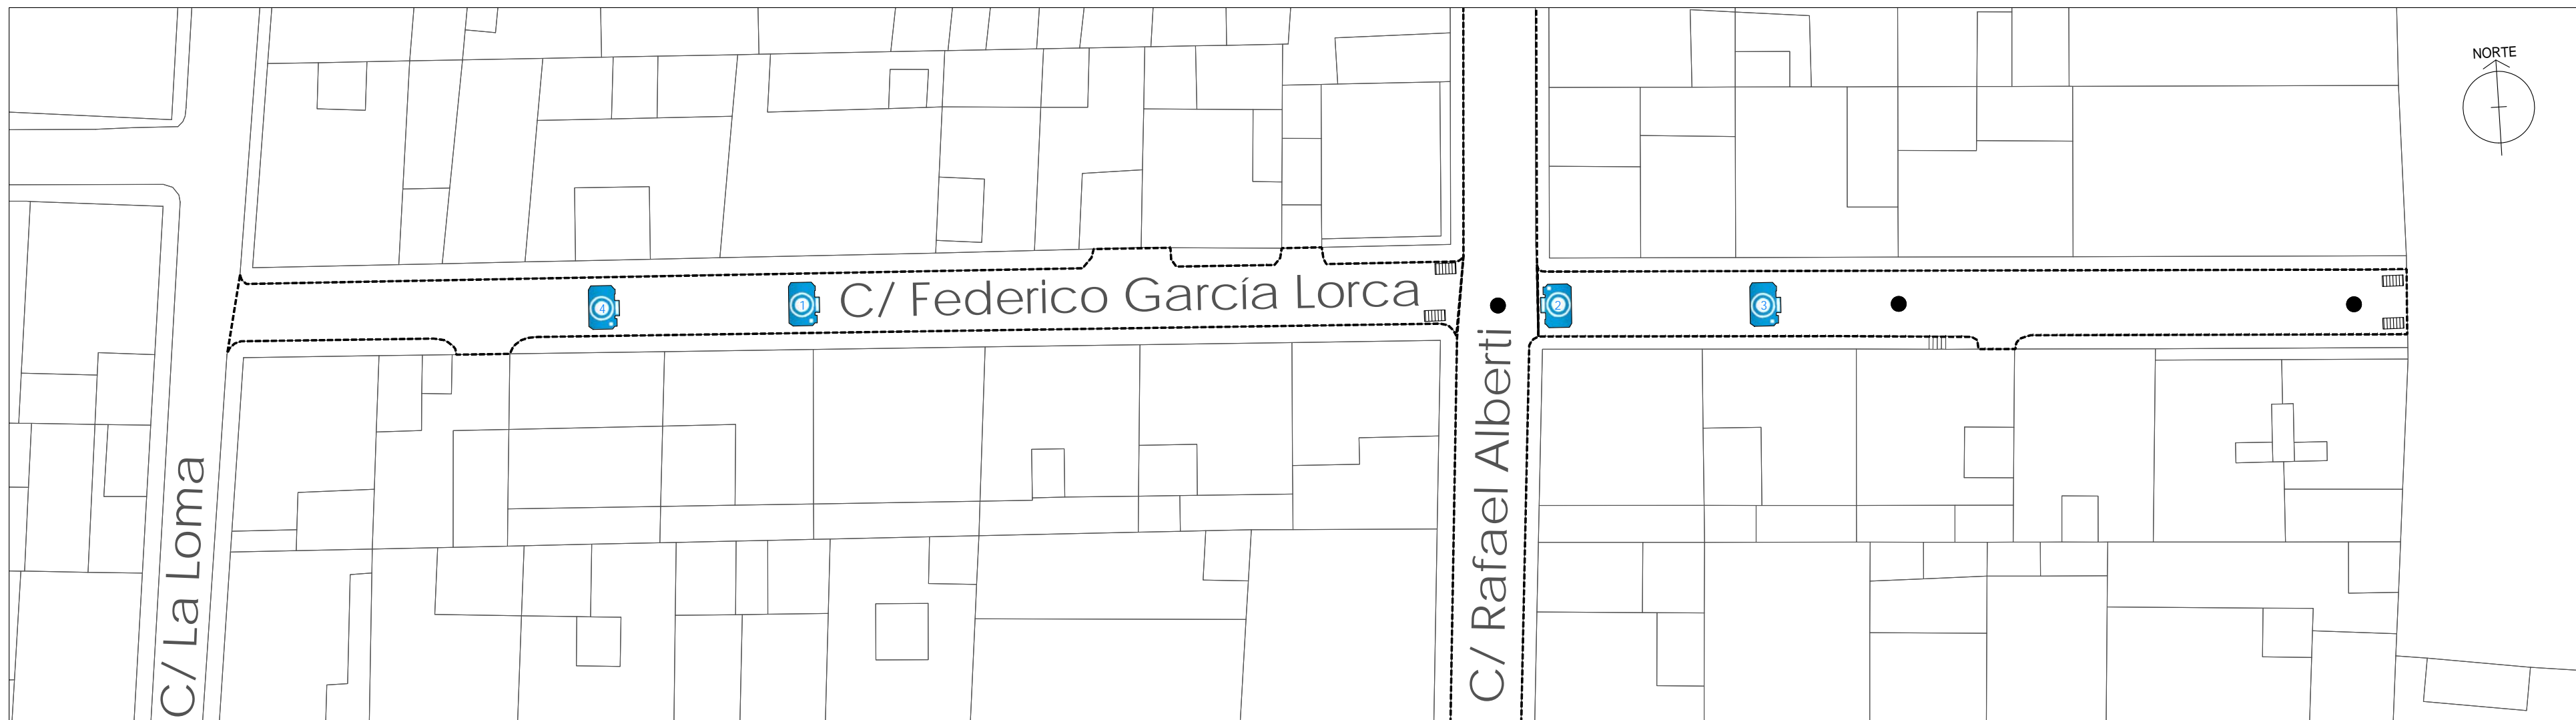 NORTE
4
1
C/ Federico García Lorca
2
3
C/ Rafael Alberti
C/ La Loma